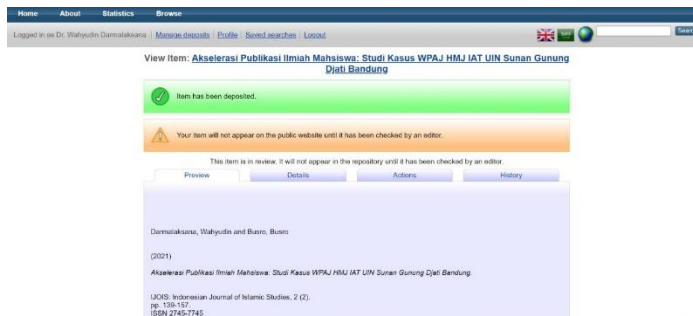 Home About Statistics Browse
Logged in as Dr. Wahyudin Darmalaksana | Manage deposits | Profile | Saved searches | Logout
View Item: Akselerasi Publikasi Ilmiah Mahsiswa: Studi Kasus WPAJ HMJ IAT UIN Sunan Gunung
Djati Bandung
Item has been deposited.
Your item will not appear on the public website until it has been checked by an editor.
This item is in review. It will not appear in the repository until it has been checked by an editor.
Preview Details Actions History
Darmalaksana, Wahyudin and Busro, Busro
(2021)
Akselerasi Publikasi Ilmiah Mahsiswa: Studi Kasus WPAJ HMJ IAT UIN Sunan Gunung Djati Bandung.
IJOIS: Indonesian Journal of Islamic Studies, 2 (2).
pp. 139-157.
ISSN 2745-7745